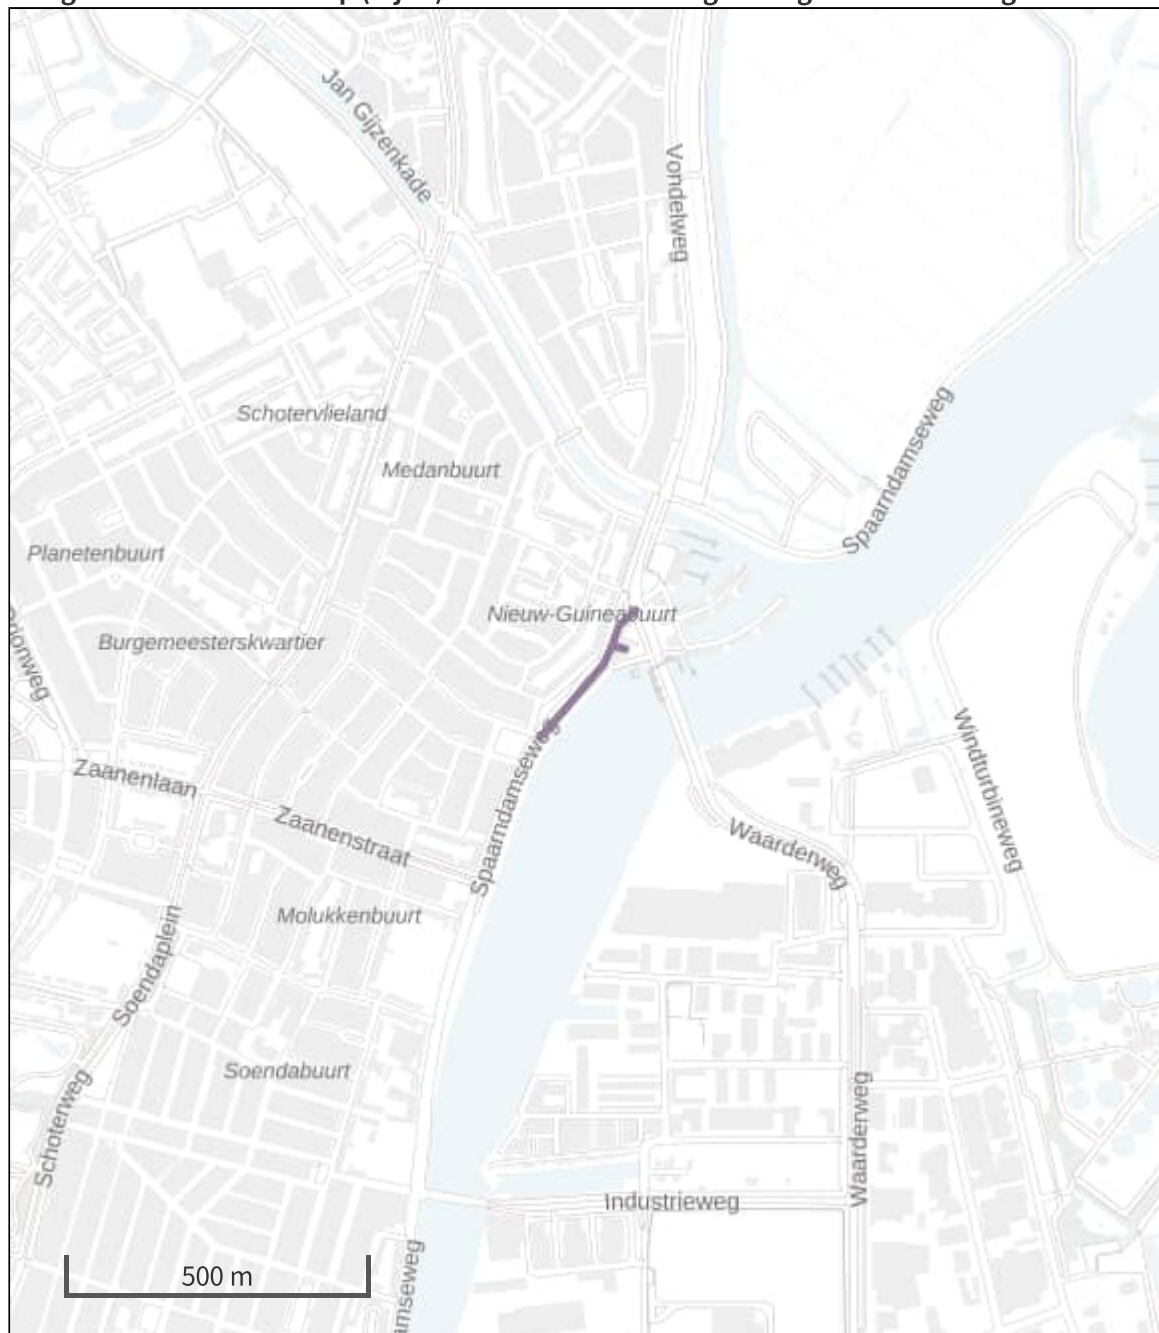 Jan Gijzenkade
Vondelweg
Schotervlieland
Medanbuurt
Spaarndamseweg
Planetenbuurt
Nieuw-Guineabuurt
Burgemeesterskwartier
Spaarndamseweg
Windturbineweg
Zaanenlaan
Zaanenstraat
Waarderweg
Molukkenbuurt
Soendaplein
Soendabuurt
Schoterweg
Waarderweg
Industrieweg
500 m